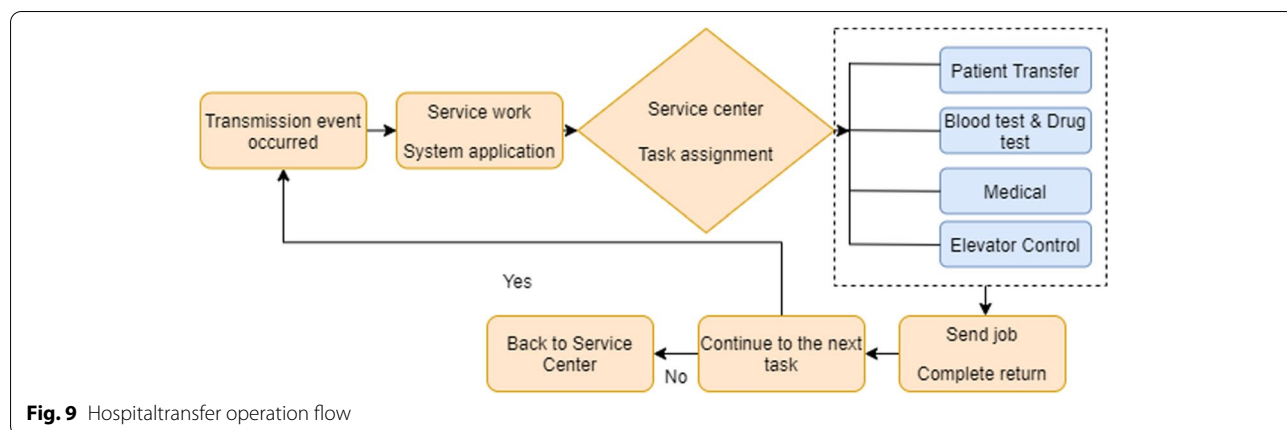 Transmission event
occurred
Service work
System application
Service center
Task assignment
Patient Transfer
Blood test & Drug
test
Medical
Elevator Control
Yes
Back to Service
Center
No
Continue to the next
task
Send job
Complete return
Fig. 9 Hospitaltransfer operation flow